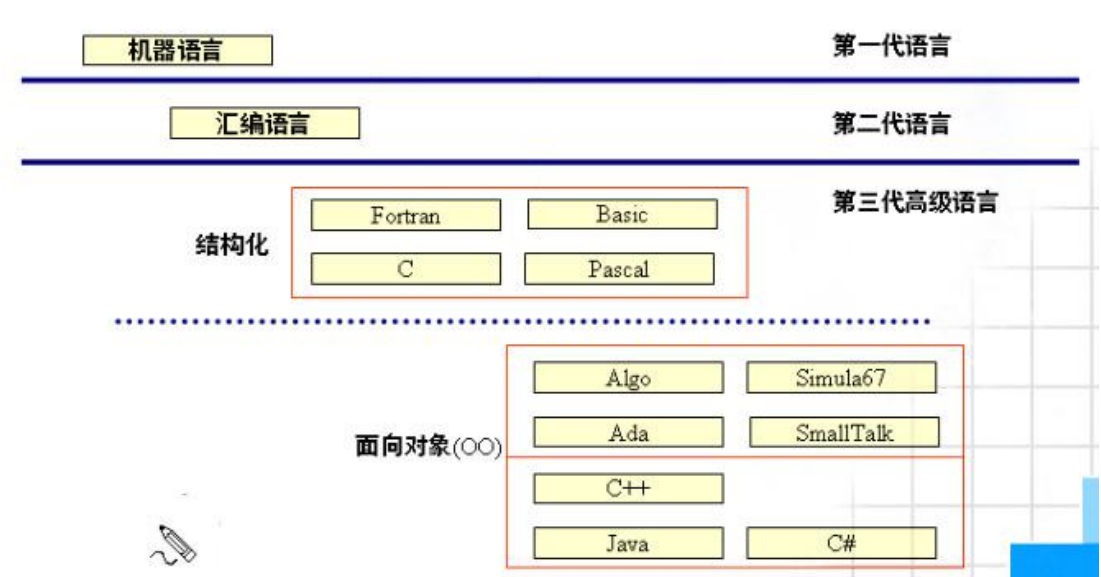 机器语言 第一代语言
汇编语言 第二代语言
第三代高级语言
Fortran Basic
结构化
C Pascal
Algo Simula67
Ada SmallTalk
面向对象(OO)
C++
Java C#